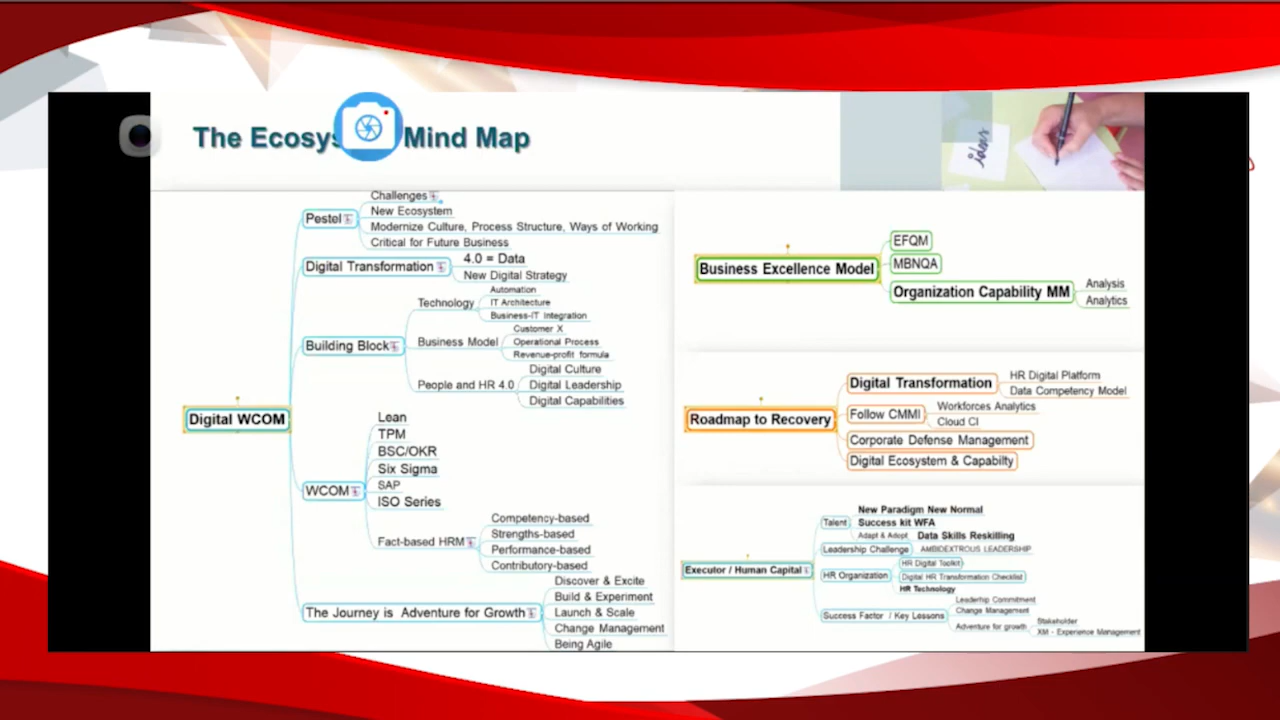 The Ecosys Mind Map
ideas
Challenges
Pestel
New Ecosystem
Modernize Culture, Process Structure, Ways of Working
Critical for Future Business
Digital Transformation
4.0 = Data
New Digital Strategy
Building Block
Technology
Automation
IT Architecture
Business-IT Integration
Business Model
Customer X
Operational Process
Revenue-profit formula
People and HR 4.0
Digital Culture
Digital Leadership
Digital Capabilities
Digital WCOM
WCOM
Lean
TPM
BSC/OKR
Six Sigma
SAP
ISO Series
Fact-based HRM
Competency-based
Strengths-based
Performance-based
Contributory-based
The Journey is Adventure for Growth
Discover & Excite
Build & Experiment
Launch & Scale
Change Management
Being Agile
Business Excellence Model
EFQM
MBNQA
Organization Capability MM
Analysis
Analytics
Roadmap to Recovery
Digital Transformation
HR Digital Platform
Data Competency Model
Follow CMMI
Workforces Analytics
Cloud CI
Corporate Defense Management
Digital Ecosystem & Capabilty
Executor / Human Capital
Talent
New Paradigm New Normal
Success kit WFA
Adapt & Adopt Data Skills Reskilling
Leadership Challenge AMBIDEXTROUS LEADERSHIP
HR Organization
HR Digital Toolkit
Digital HR Transformation Checklist
HR Technology
Success Factor / Key Lessons
Leaderhip Commitment
Change Management
Adventure for growth
Stakeholder
XM - Experience Management